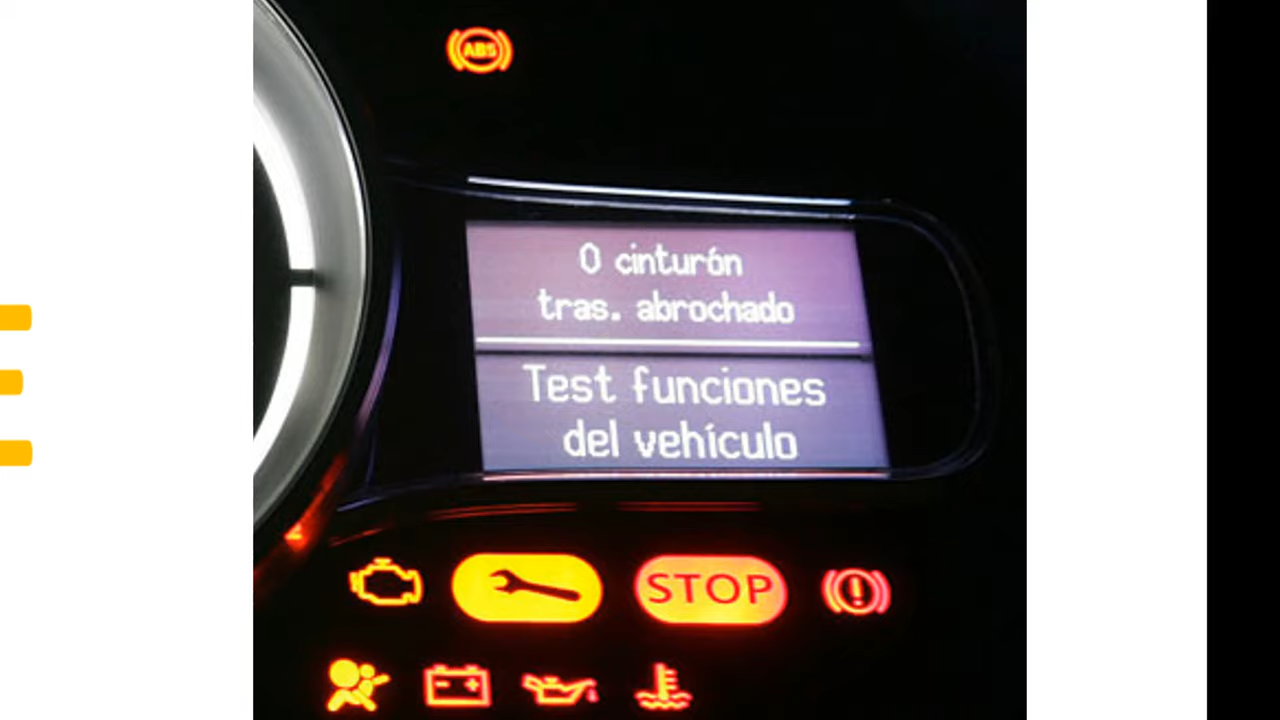 ABS
0 cinturón
tras. abrochado
Test funciones
del vehículo
STOP